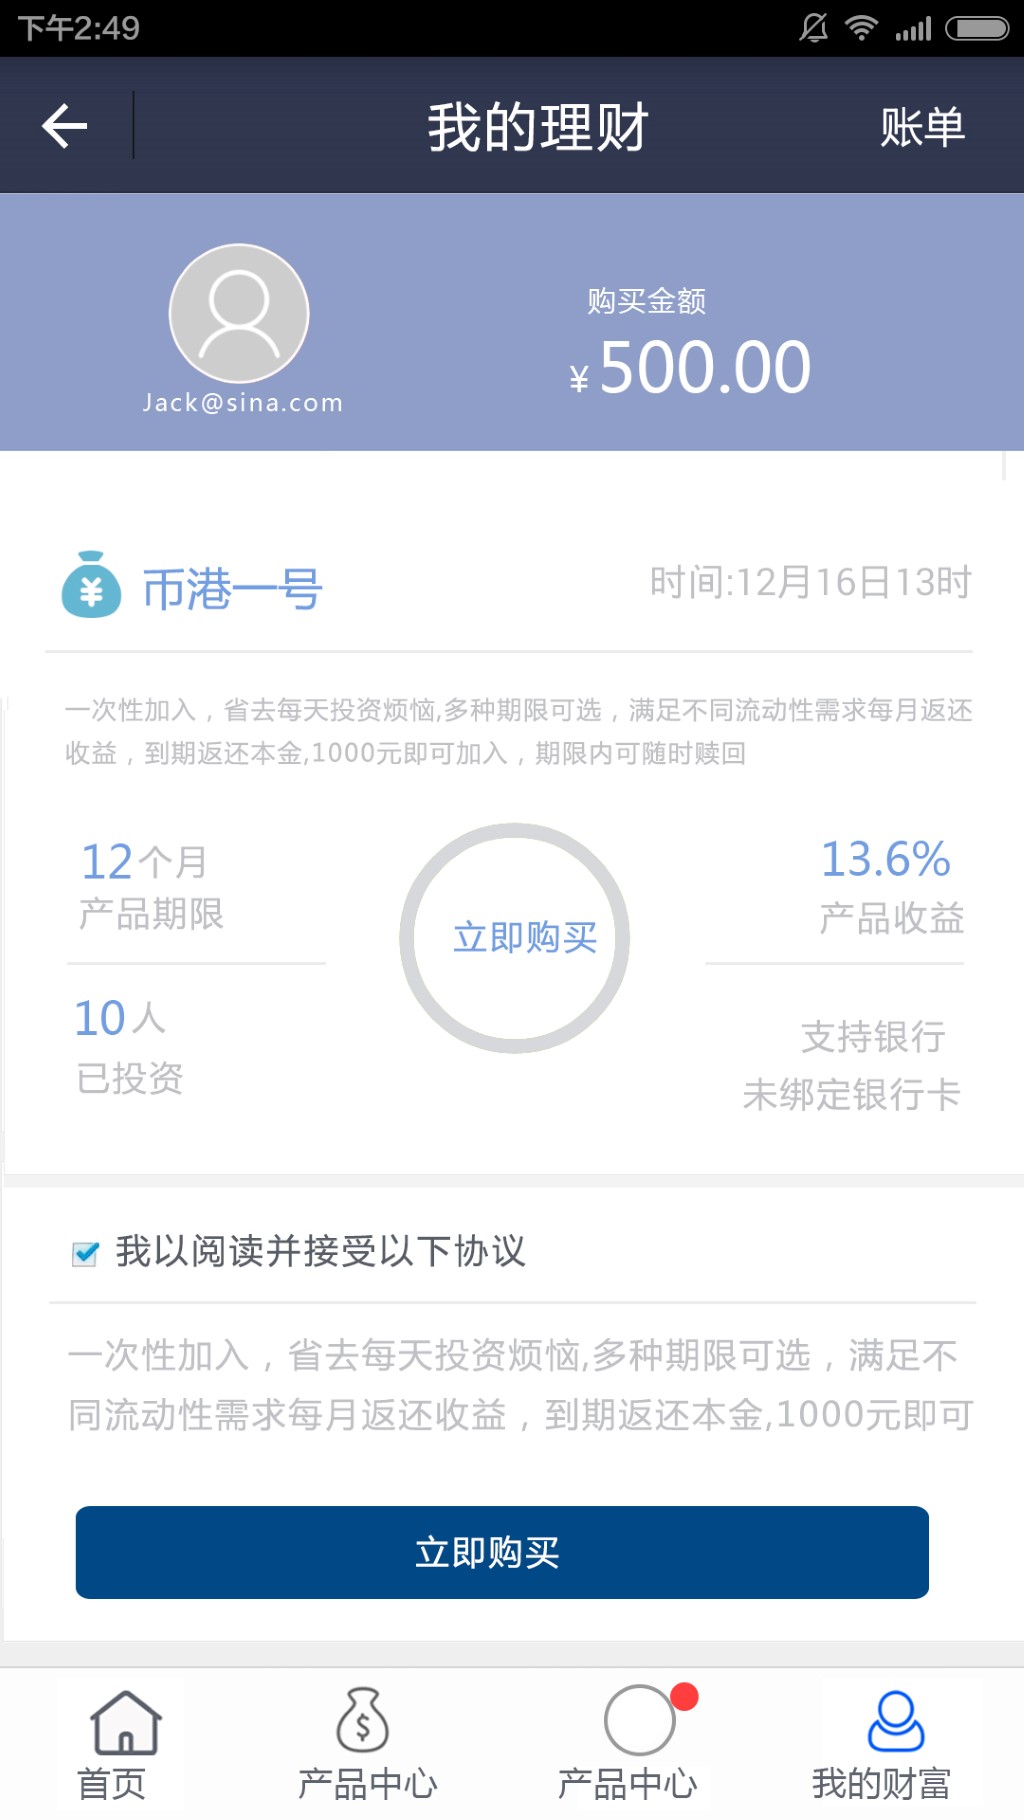 下午2:49
我的理财
账单
购买金额
¥500.00
Jack@sina.com
币港一号
时间:12月16日13时
一次性加入，省去每天投资烦恼,多种期限可选，满足不同流动性需求每月返还
收益，到期返还本金,1000元即可加入，期限内可随时赎回
12个月
产品期限
13.6%
产品收益
立即购买
10人
已投资
支持银行
未绑定银行卡
我以阅读并接受以下协议
一次性加入，省去每天投资烦恼,多种期限可选，满足不
同流动性需求每月返还收益，到期返还本金,1000元即可
立即购买
首页
产品中心
产品中心
我的财富